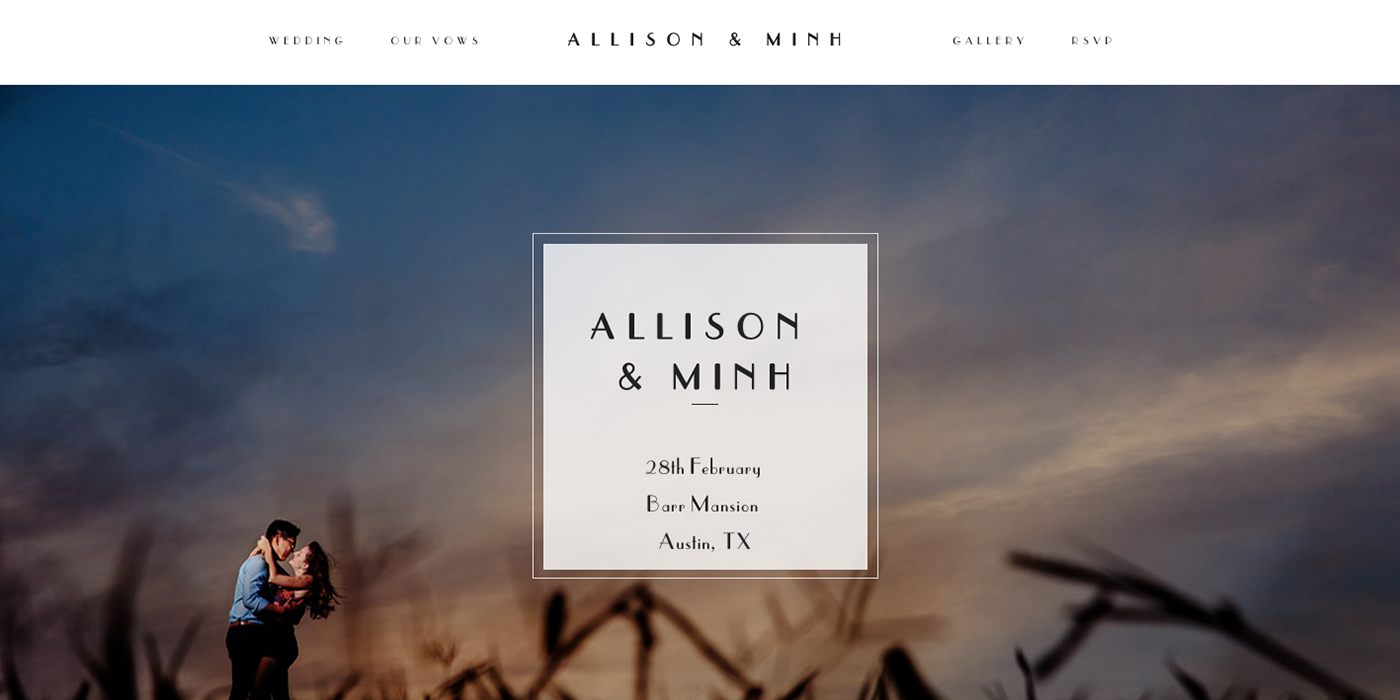 WEDDING
OUR VOWS
ALLISON & MINH
GALLERY
RSVP
ALLISON
& MINH
28th February
Barr Mansion
Austin, TX